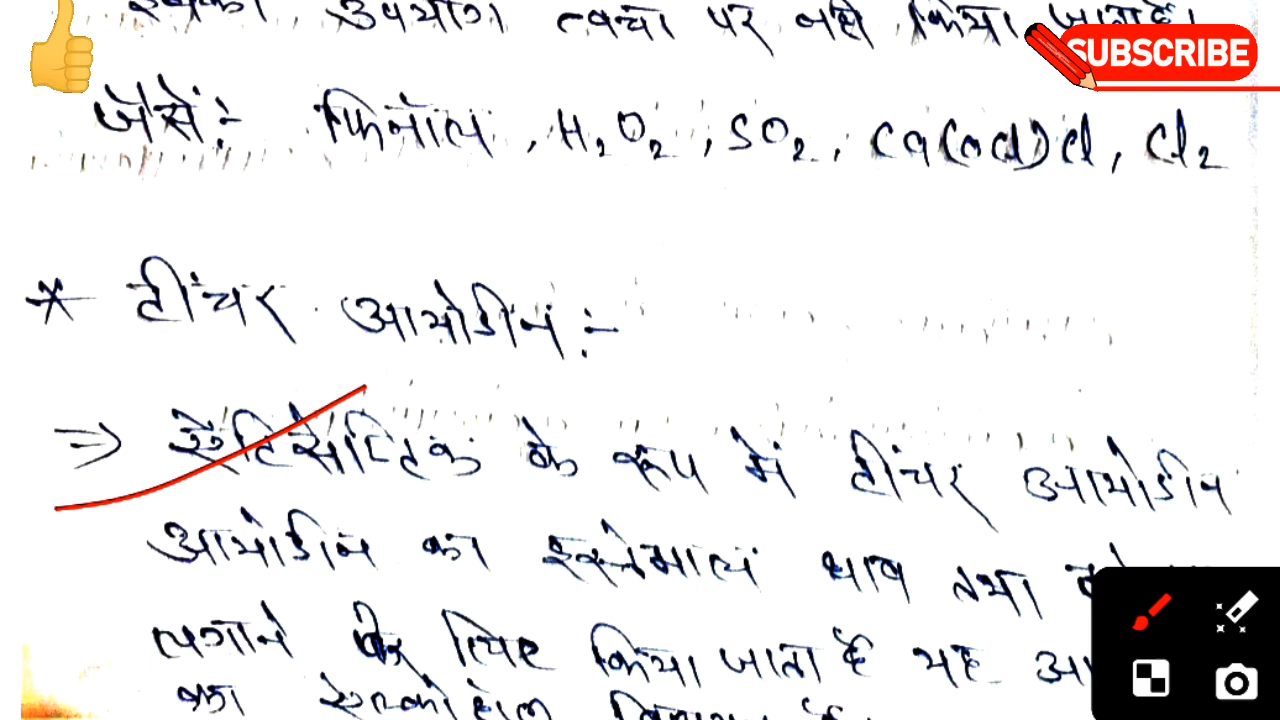 इसका उपयोग त्वचा पर नही किया जाता है।
SUBSCRIBE
जैसे:- फिनॉल, H₂O₂, SO₂, Ca(OCl)Cl, Cl₂
* टींचर आयोडीन:-
⇒ एंटिसेप्टिक के रूप में टींचर आयोडीन
आयोडीन का इस्तेमाल घाव तथा
लगाने के लिए किया जाता है यह
का एल्कोहॉल